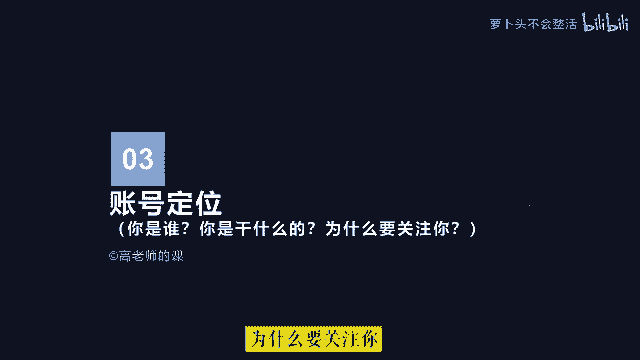 萝卜头不会整活 bilibili
03
账号定位
（你是谁？你是干什么的？为什么要关注你？）
©高老师的课
为什么要关注你